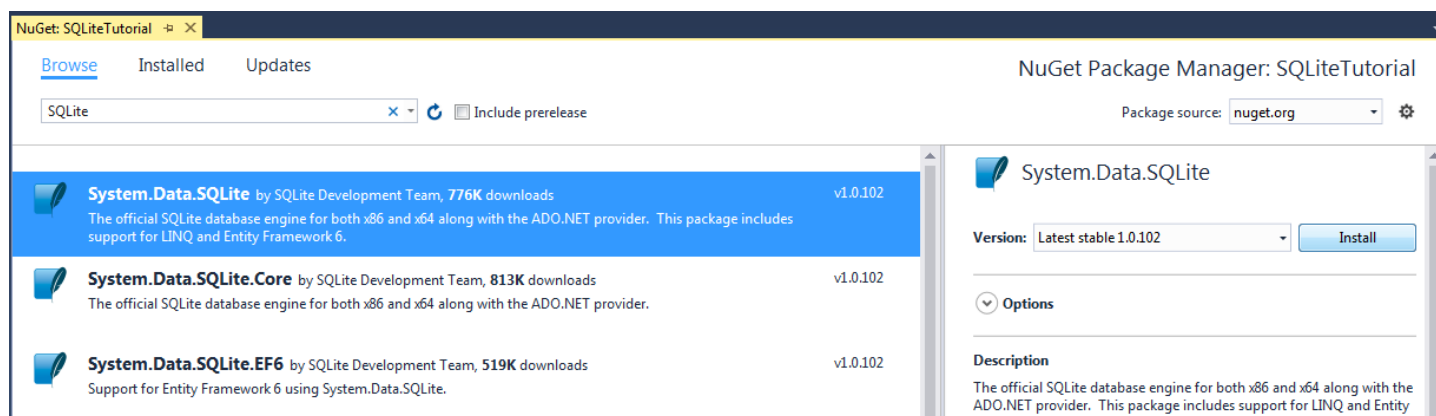 NuGet: SQLiteTutorial
Browse Installed Updates
NuGet Package Manager: SQLiteTutorial
SQLite
Include prerelease
Package source: nuget.org
System.Data.SQLite by SQLite Development Team, 776K downloads v1.0.102
The official SQLite database engine for both x86 and x64 along with the ADO.NET provider. This package includes
support for LINQ and Entity Framework 6.
System.Data.SQLite.Core by SQLite Development Team, 813K downloads v1.0.102
The official SQLite database engine for both x86 and x64 along with the ADO.NET provider.
System.Data.SQLite.EF6 by SQLite Development Team, 519K downloads v1.0.102
Support for Entity Framework 6 using System.Data.SQLite.
System.Data.SQLite
Version: Latest stable 1.0.102 Install
Options
Description
The official SQLite database engine for both x86 and x64 along with the
ADO.NET provider. This package includes support for LINQ and Entity